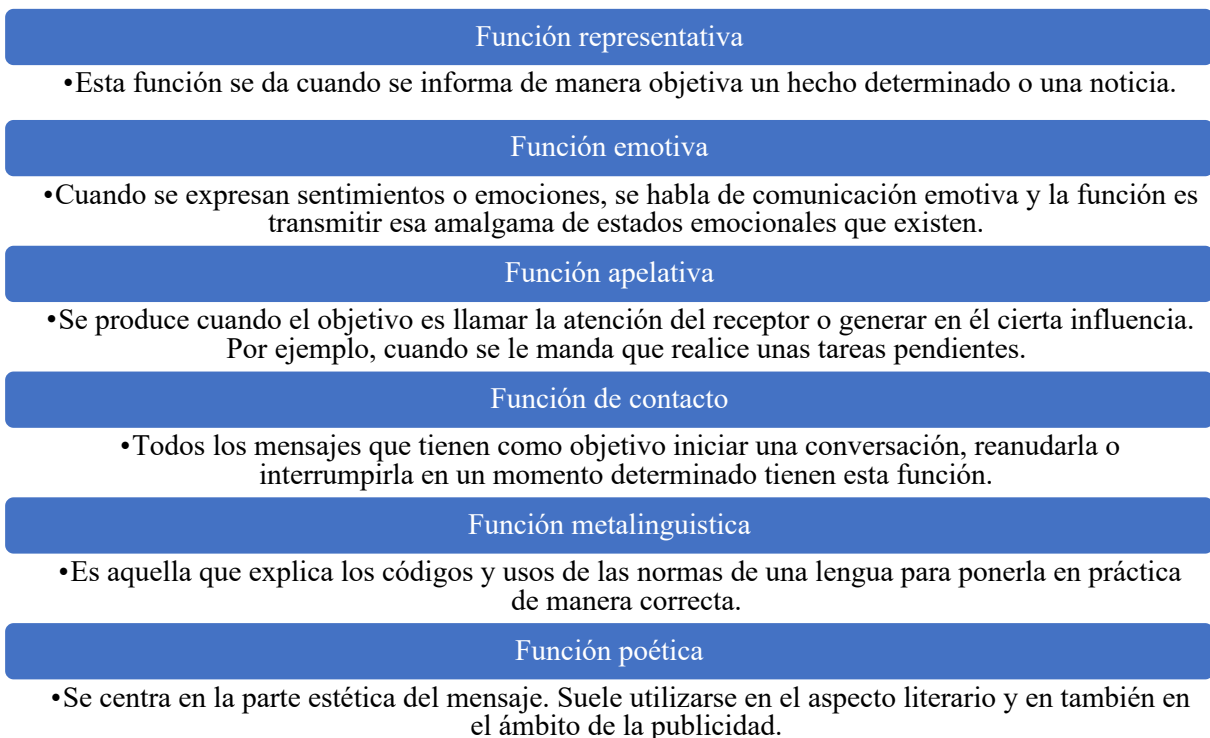 Función representativa
•Esta función se da cuando se informa de manera objetiva un hecho determinado o una noticia.
Función emotiva
•Cuando se expresan sentimientos o emociones, se habla de comunicación emotiva y la función es
transmitir esa amalgama de estados emocionales que existen.
Función apelativa
•Se produce cuando el objetivo es llamar la atención del receptor o generar en él cierta influencia.
Por ejemplo, cuando se le manda que realice unas tareas pendientes.
Función de contacto
•Todos los mensajes que tienen como objetivo iniciar una conversación, reanudarla o
interrumpirla en un momento determinado tienen esta función.
Función metalinguistica
•Es aquella que explica los códigos y usos de las normas de una lengua para ponerla en práctica
de manera correcta.
Función poética
•Se centra en la parte estética del mensaje. Suele utilizarse en el aspecto literario y en también en
el ámbito de la publicidad.